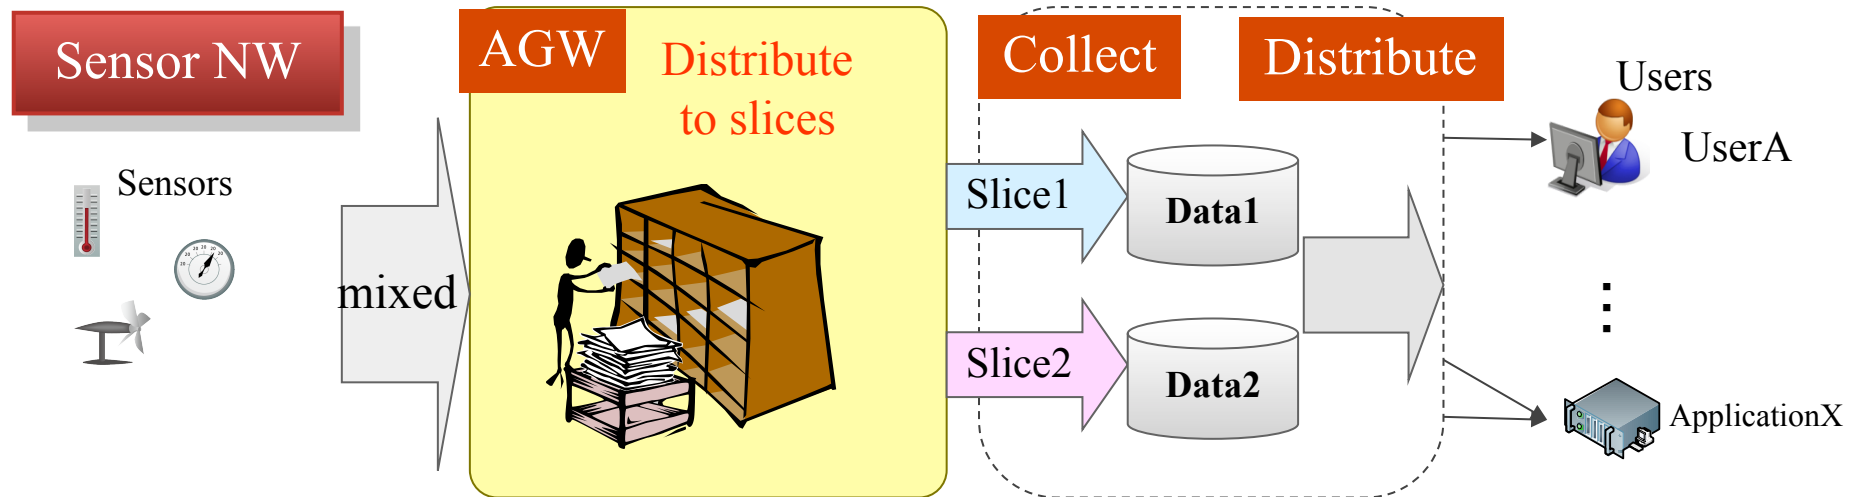 Sensor NW
Sensors
mixed
AGW
Distribute
to slices
Slice1
Slice2
Collect
Data1
Data2
Distribute
Users
UserA
⋮
ApplicationX